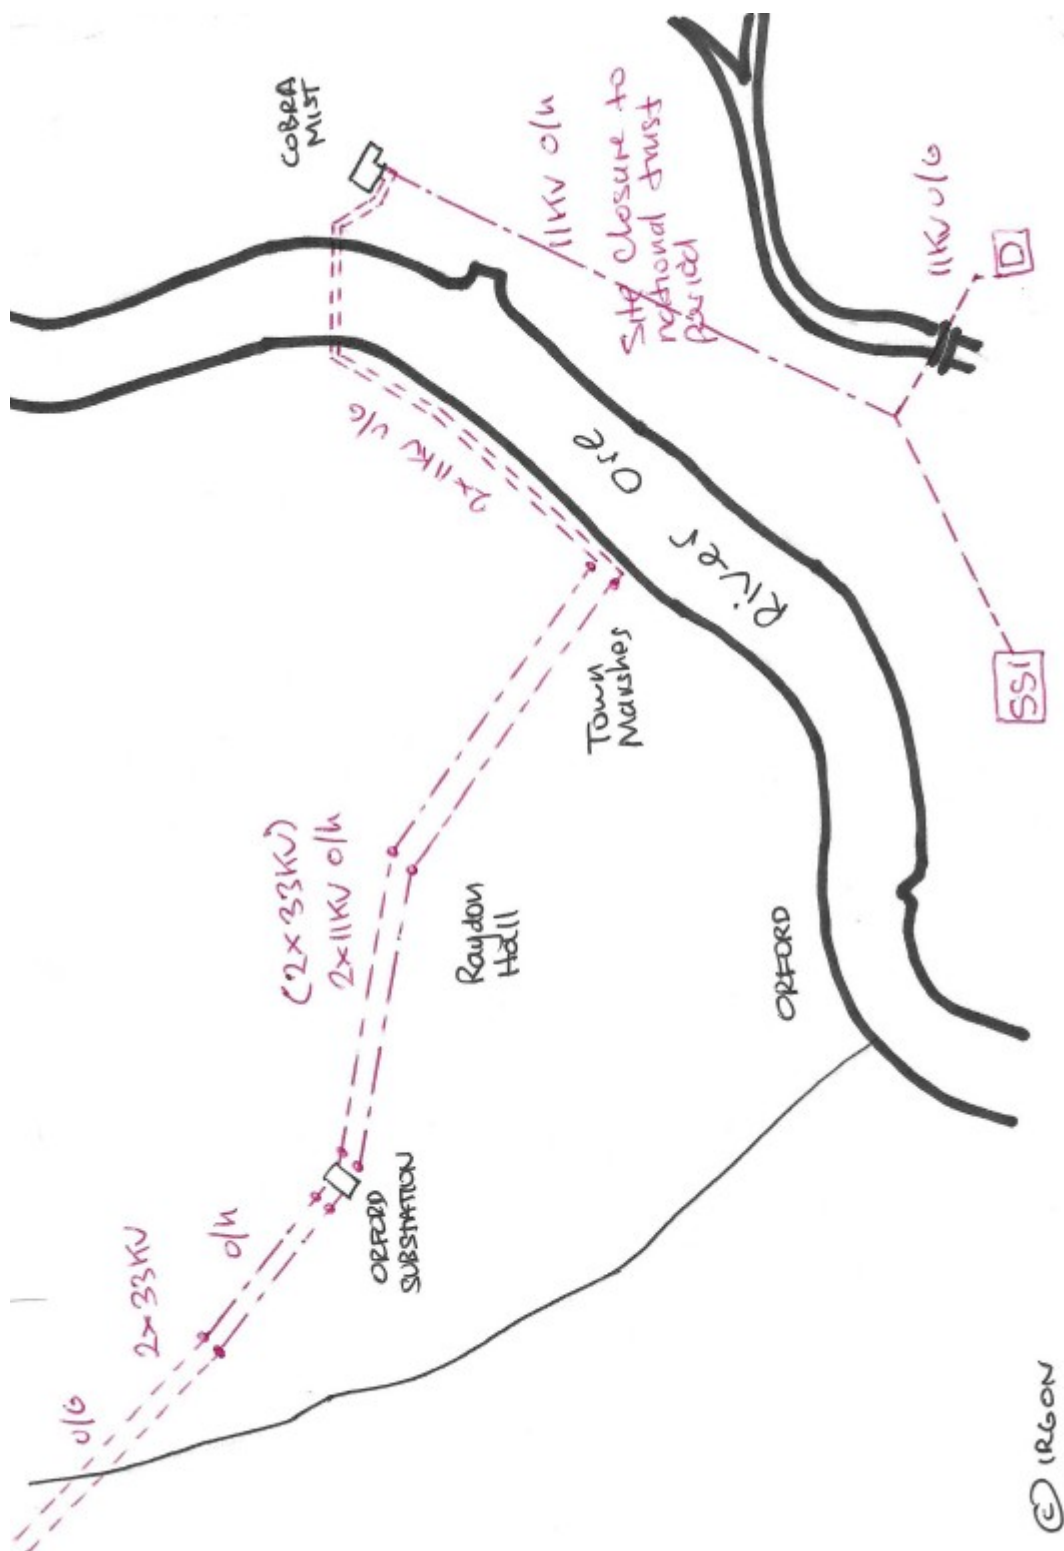 U/G
2x33KV
O/H
ORFORD
SUBSTATION
(2x33KV)
2x11KV O/H
Raydon
Hall
Town
Marshes
2x11KV U/G
COBRA
MIST
11KV O/H
Site Closure to
national trust
period
11KV U/G
D
SSI
River Ore
ORFORD
© IRGON